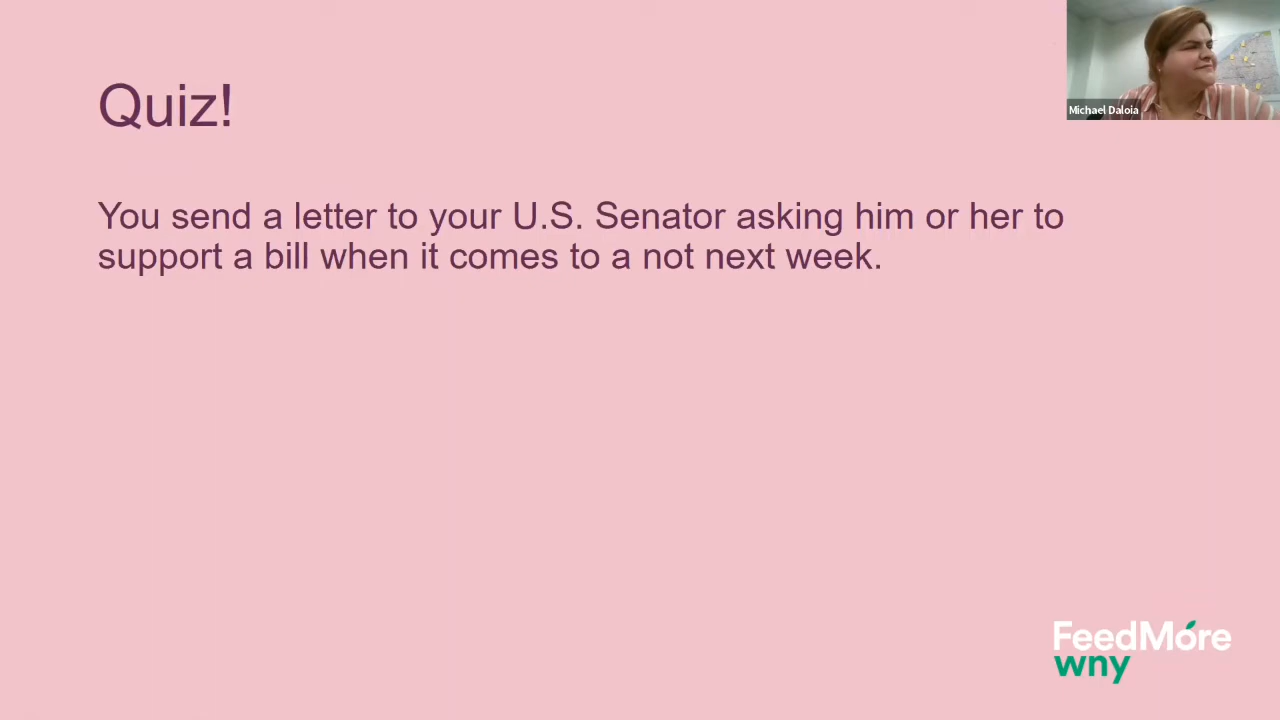 Quiz!
Michael Daloia
You send a letter to your U.S. Senator asking him or her to
support a bill when it comes to a not next week.
FeedMore
wny